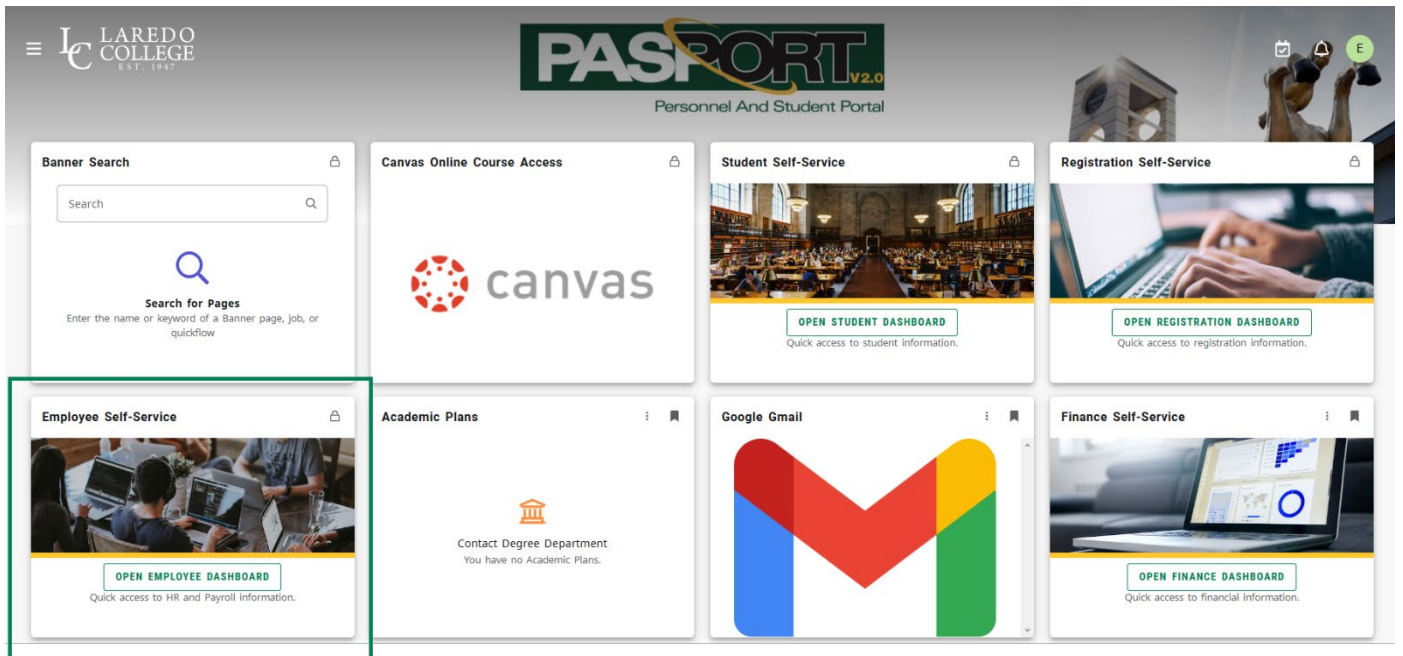 LC LAREDO
COLLEGE
EST. 1947
PASPORT V2.0
Personnel And Student Portal
E
Banner Search
Search
Search for Pages
Enter the name or keyword of a Banner page, job, or
quickflow
Canvas Online Course Access
canvas
Student Self-Service
OPEN STUDENT DASHBOARD
Quick access to student information.
Registration Self-Service
OPEN REGISTRATION DASHBOARD
Quick access to registration information.
Employee Self-Service
OPEN EMPLOYEE DASHBOARD
Quick access to HR and Payroll information.
Academic Plans
Contact Degree Department
You have no Academic Plans.
Google Gmail
Finance Self-Service
OPEN FINANCE DASHBOARD
Quick access to financial information.